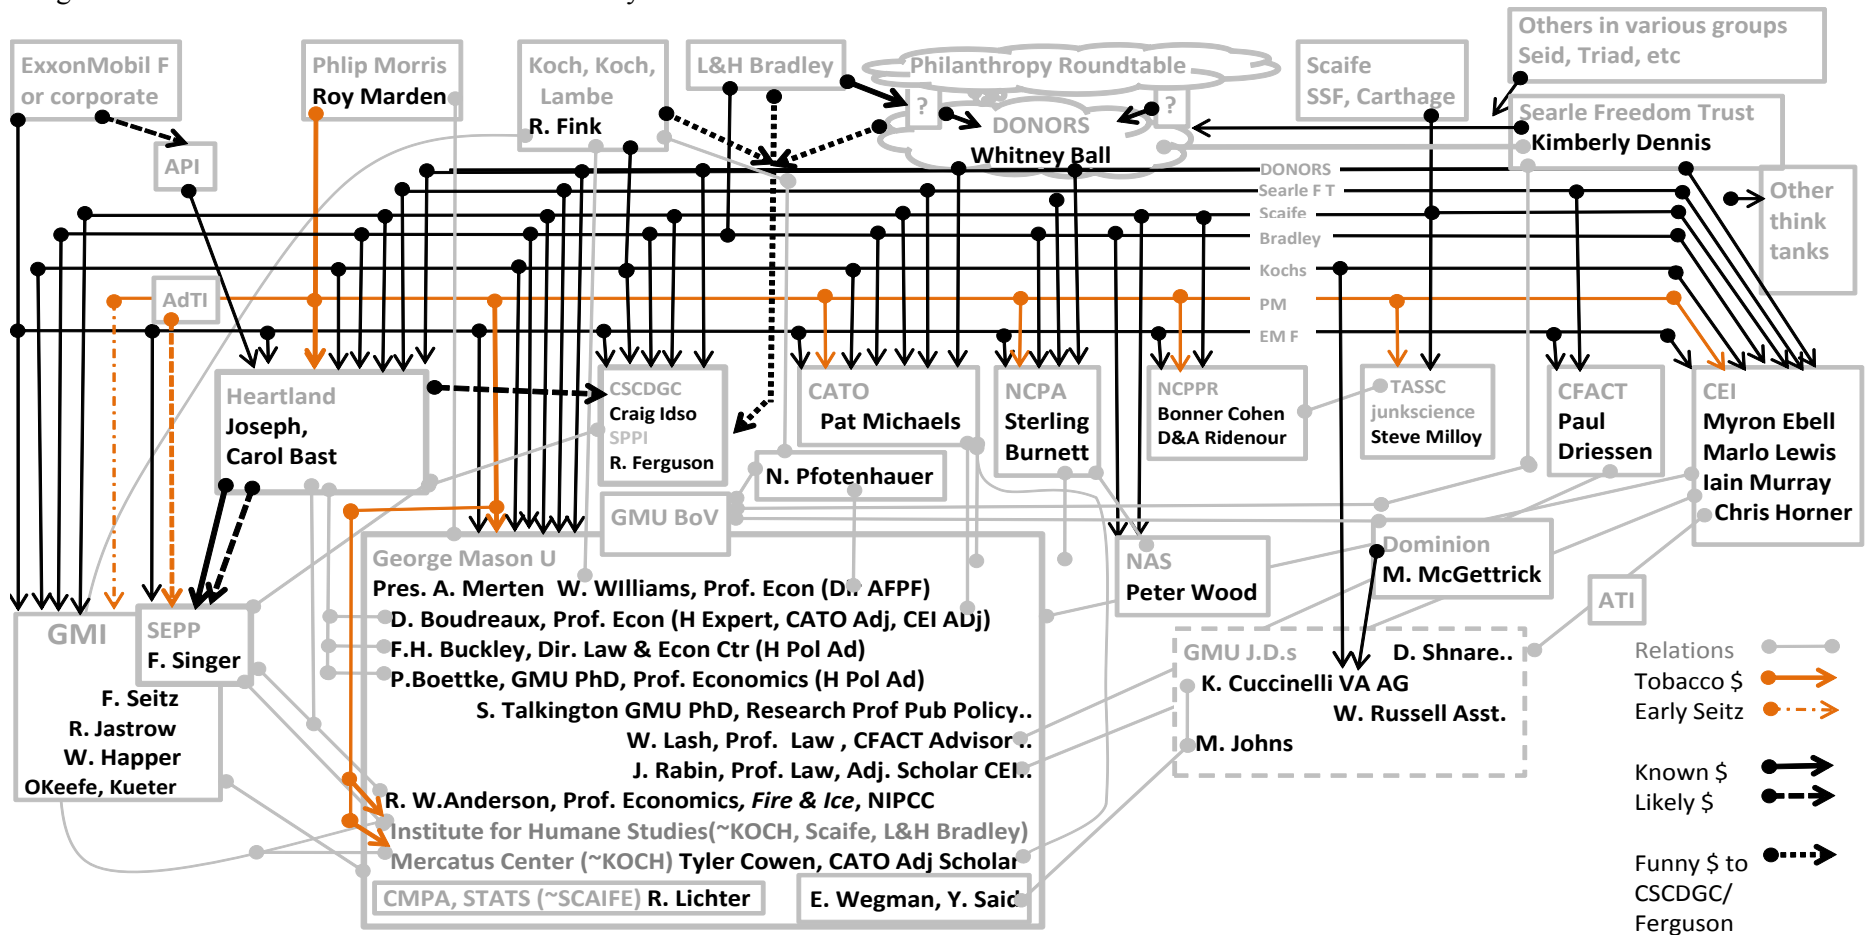 ExxonMobil F
or corporate
Phlip Morris
Roy Marden
Koch, Koch,
Lambe
R. Fink
L&H Bradley
Philanthropy Roundtable
?
?
DONORS
Whitney Ball
Scaife
SSF, Carthage
Others in various groups
Seid, Triad, etc
Searle Freedom Trust
Kimberly Dennis
API
Other
think
tanks
DONORS
Searle F T
Scaife
Bradley
Kochs
PM
EM F
AdTI
Heartland
Joseph,
Carol Bast
CSCDGC
Craig Idso
SPPI
R. Ferguson
CATO
Pat Michaels
NCPA
Sterling
Burnett
NCPPR
Bonner Cohen
D&A Ridenour
TASSC
junkscience
Steve Milloy
CFACT
Paul
Driessen
CEI
Myron Ebell
Marlo Lewis
Iain Murray
Chris Horner
N. Pfotenhauer
GMU BoV
George Mason U
Pres. A. Merten W. WIlliams, Prof. Econ (Dir AFPF)
D. Boudreaux, Prof. Econ (H Expert, CATO Adj, CEI ADj)
F.H. Buckley, Dir. Law & Econ Ctr (H Pol Ad)
P.Boettke, GMU PhD, Prof. Economics (H Pol Ad)
S. Talkington GMU PhD, Research Prof Pub Policy..
W. Lash, Prof. Law , CFACT Advisor ..
J. Rabin, Prof. Law, Adj. Scholar CEI..
R. W.Anderson, Prof. Economics, Fire & Ice, NIPCC
Institute for Humane Studies(~KOCH, Scaife, L&H Bradley)
Mercatus Center (~KOCH) Tyler Cowen, CATO Adj Scholar
CMPA, STATS (~SCAIFE) R. Lichter
E. Wegman, Y. Said
NAS
Peter Wood
Dominion
M. McGettrick
ATI
GMU J.D.s
D. Shnare..
K. Cuccinelli VA AG
W. Russell Asst.
M. Johns
GMI
SEPP
F. Singer
F. Seitz
R. Jastrow
W. Happer
OKeefe, Kueter
Relations
Tobacco $
Early Seitz
Known $
Likely $
Funny $ to
CSCDGC/
Ferguson